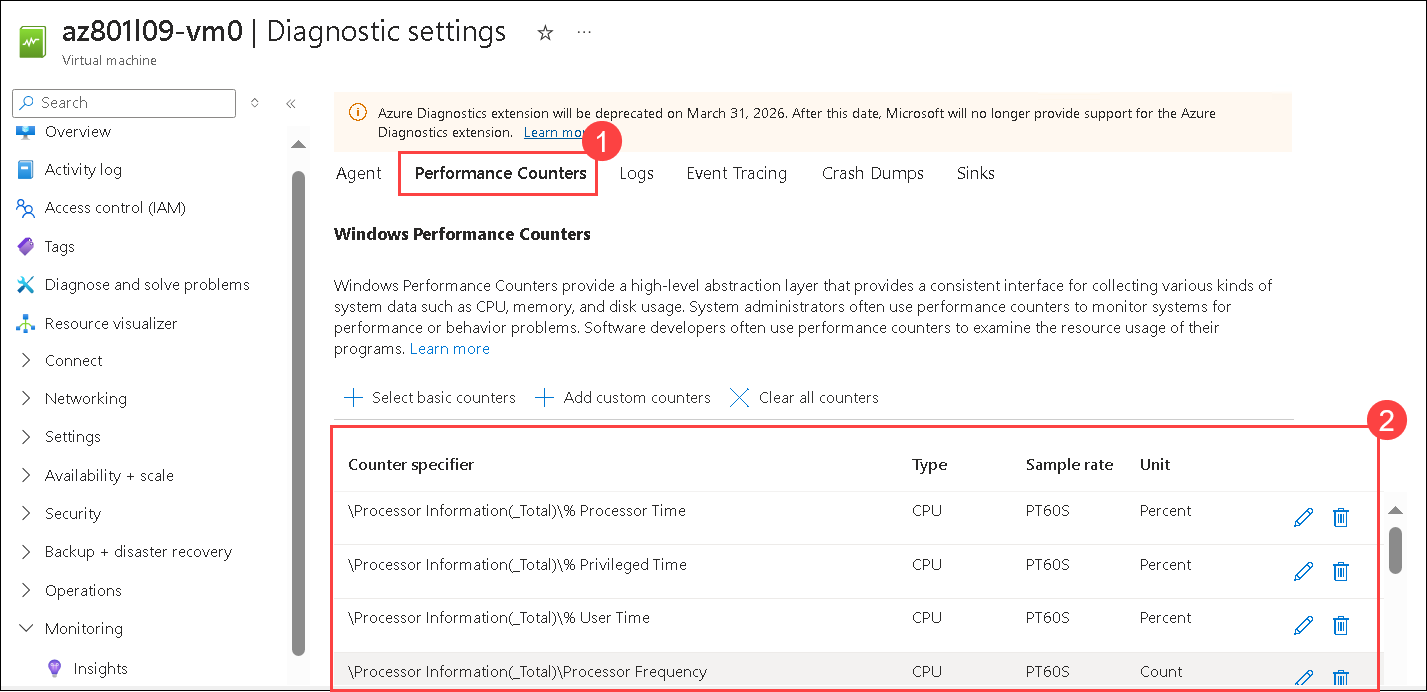 az801l09-vm0 | Diagnostic settings
Virtual machine
Search
Overview
Activity log
Access control (IAM)
Tags
Diagnose and solve problems
Resource visualizer
Connect
Networking
Settings
Availability + scale
Security
Backup + disaster recovery
Operations
Monitoring
Insights
Azure Diagnostics extension will be deprecated on March 31, 2026. After this date, Microsoft will no longer provide support for the Azure
Diagnostics extension. Learn mor
1
Agent Performance Counters Logs Event Tracing Crash Dumps Sinks
Windows Performance Counters
Windows Performance Counters provide a high-level abstraction layer that provides a consistent interface for collecting various kinds of
system data such as CPU, memory, and disk usage. System administrators often use performance counters to monitor systems for
performance or behavior problems. Software developers often use performance counters to examine the resource usage of their
programs. Learn more
Select basic counters Add custom counters Clear all counters
2
Counter specifier Type Sample rate Unit
\Processor Information(_Total)\% Processor Time CPU PT60S Percent
\Processor Information(_Total)\% Privileged Time CPU PT60S Percent
\Processor Information(_Total)\% User Time CPU PT60S Percent
\Processor Information(_Total)\Processor Frequency CPU PT60S Count